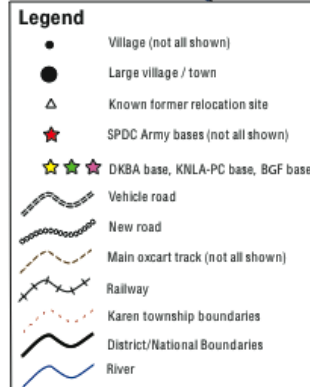 Legend
Village (not all shown)
Large village / town
Known former relocation site
SPDC Army bases (not all shown)
DKBA base, KNLA-PC base, BGF base
Vehicle road
New road
Main oxcart track (not all shown)
Railway
Karen township boundaries
District/National Boundaries
River